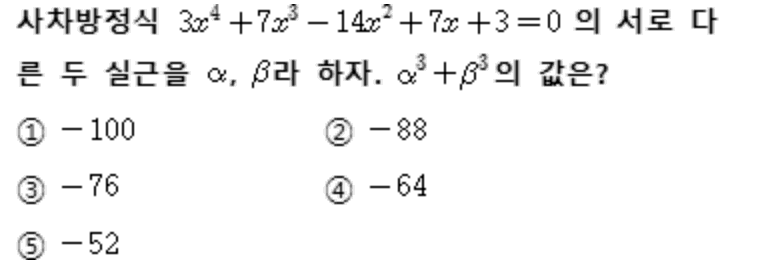 사차방정식 3x⁴+7x³−14x²+7x+3=0 의 서로 다
른 두 실근을 α, β라 하자. α³+β³의 값은?
① −100 ② −88
③ −76 ④ −64
⑤ −52